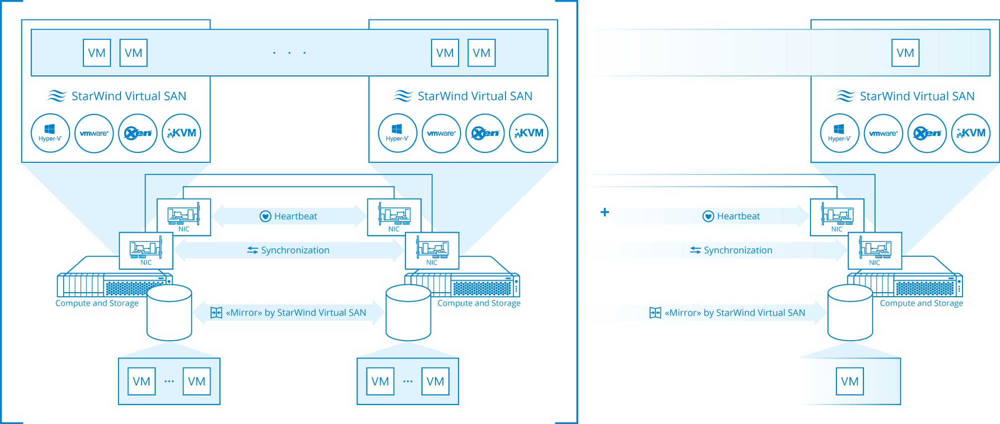 VM VM . . . VM VM VM
StarWind Virtual SAN StarWind Virtual SAN StarWind Virtual SAN
Hyper-V vmware Xen KVM Hyper-V vmware Xen KVM Hyper-V vmware Xen KVM
+ Heartbeat Heartbeat
NIC NIC NIC
Synchronization Synchronization
NIC NIC NIC
Compute and Storage Compute and Storage Compute and Storage
«Mirror» by StarWind Virtual SAN «Mirror» by StarWind Virtual SAN
VM ... VM VM ... VM VM